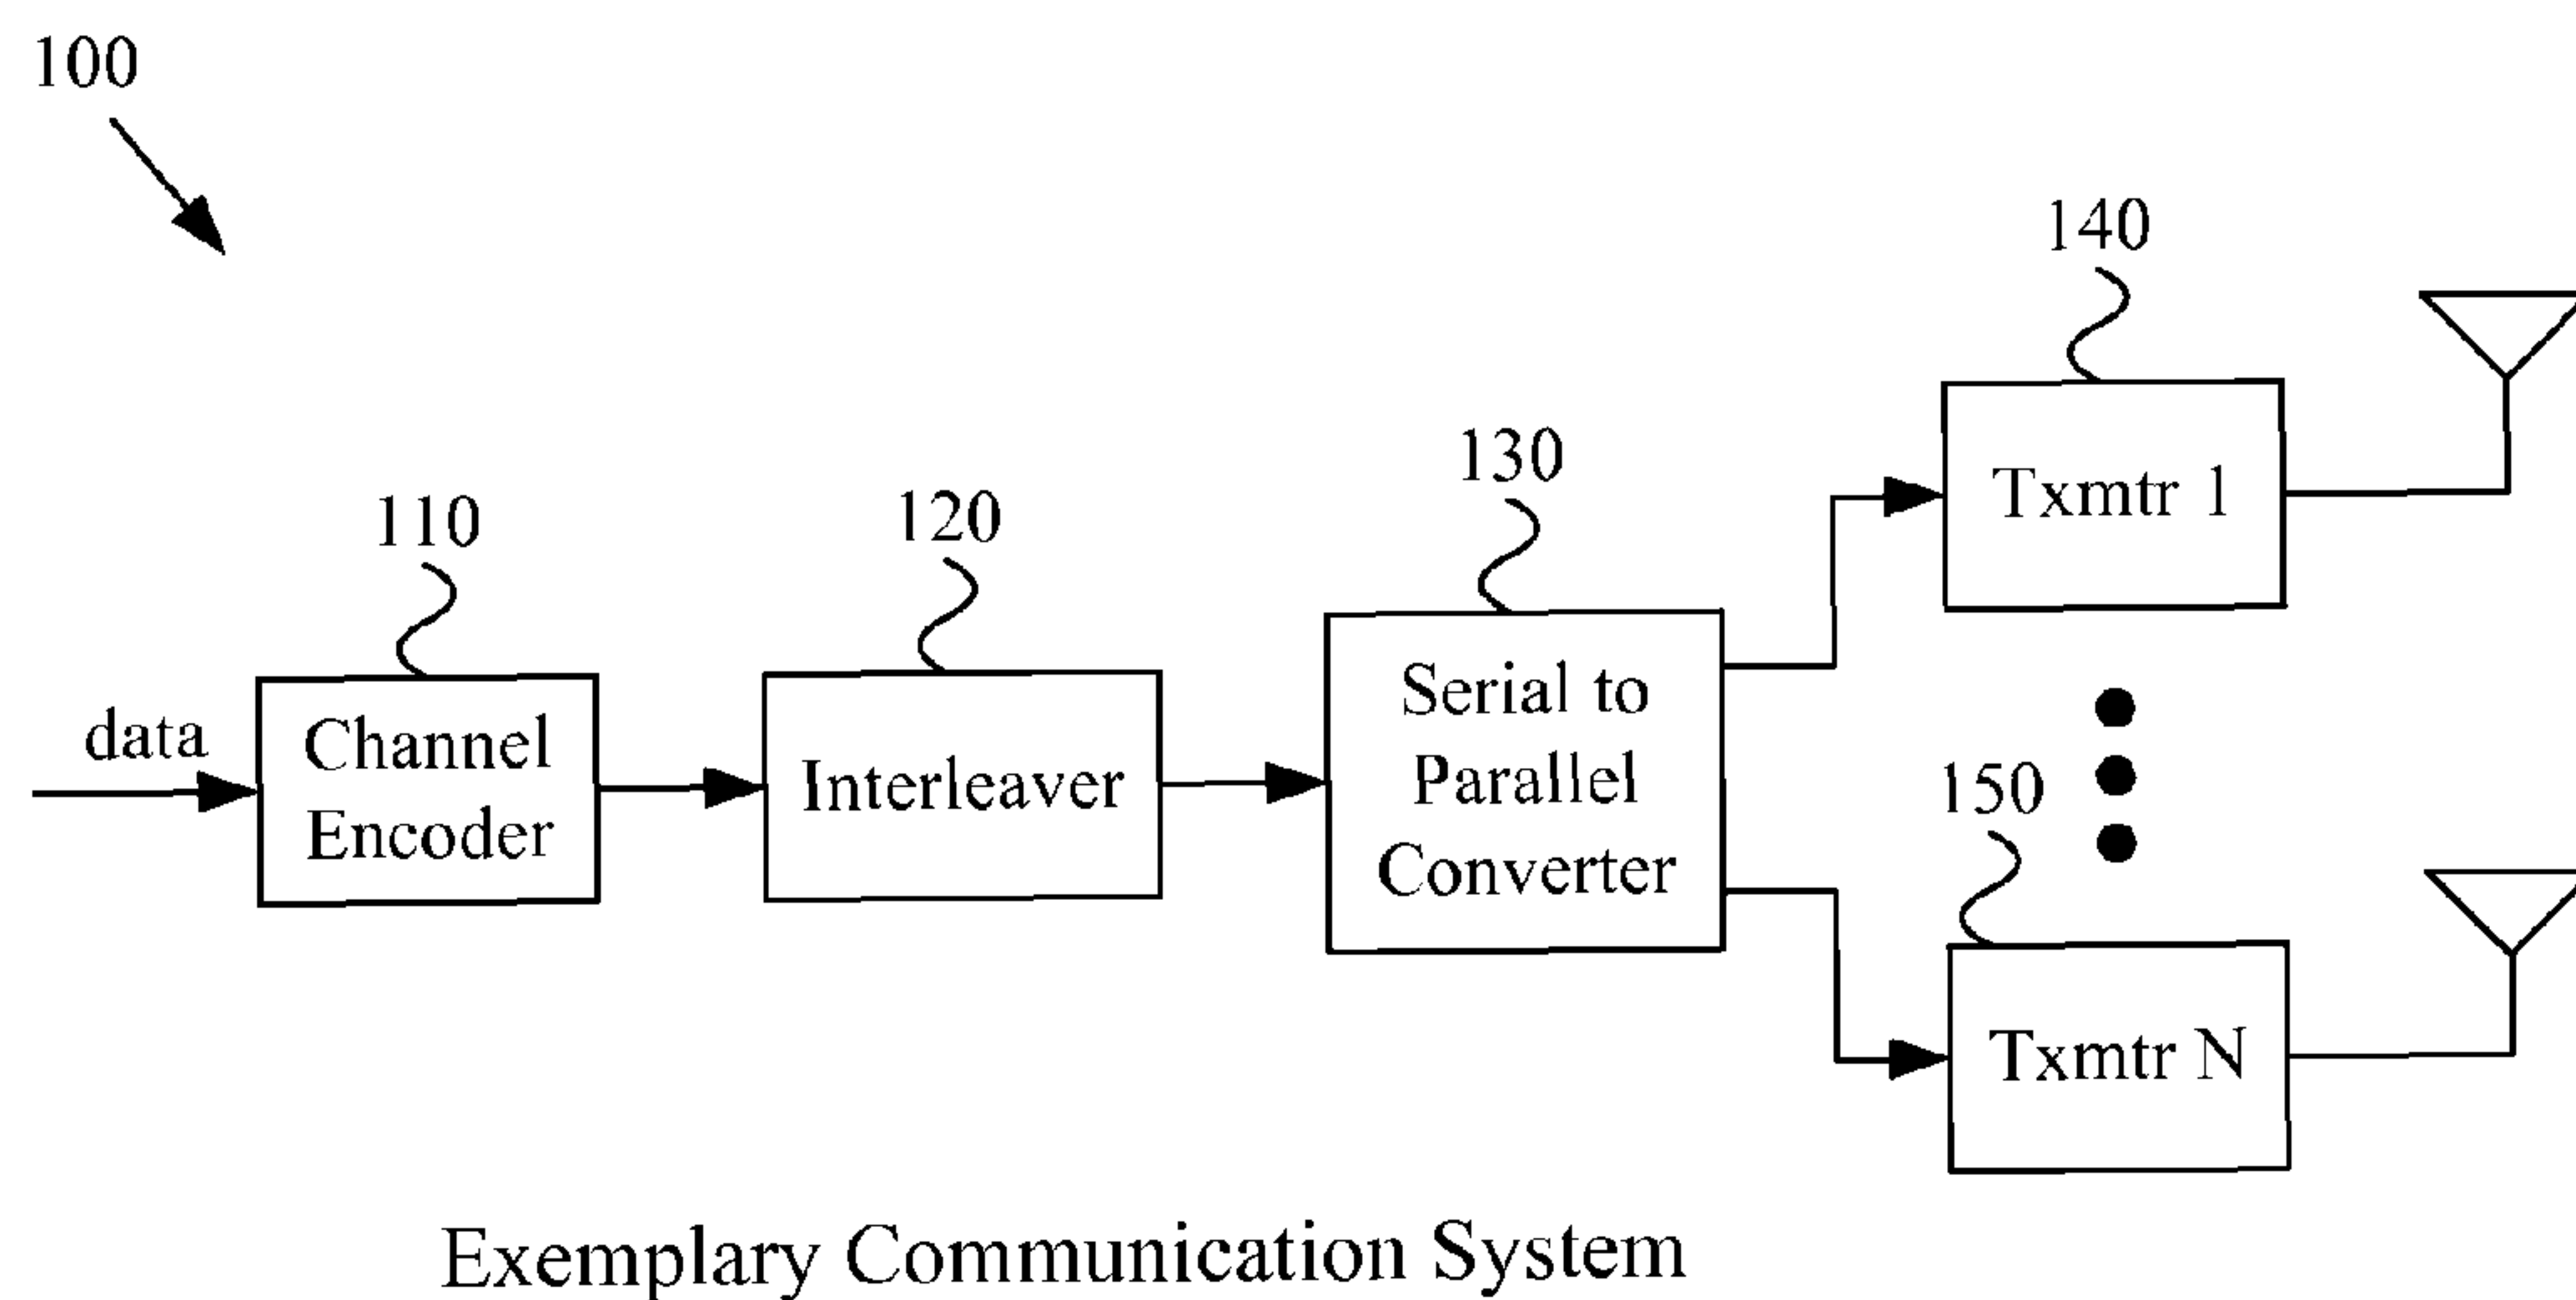 100
140
130
110
120
Txmtr 1
data
Channel
Encoder
Interleaver
Serial to
Parallel
Converter
150
Txmtr N
Exemplary Communication System